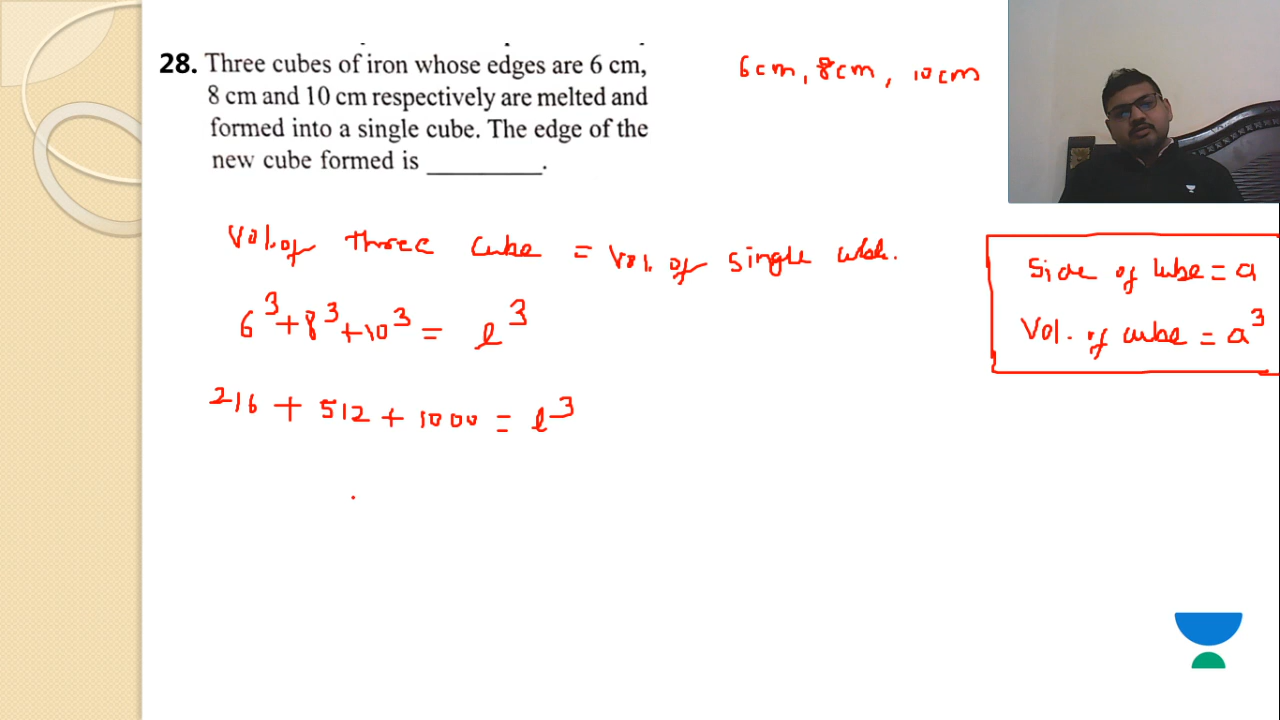 28. Three cubes of iron whose edges are 6 cm,
8 cm and 10 cm respectively are melted and
formed into a single cube. The edge of the
new cube formed is ________.
6cm, 8cm, 10cm
Vol. of three cube = Vol. of single cube.
6³+8³+10³ = l³
216 + 512 + 1000 = l³
Side of cube = a
Vol. of cube = a³